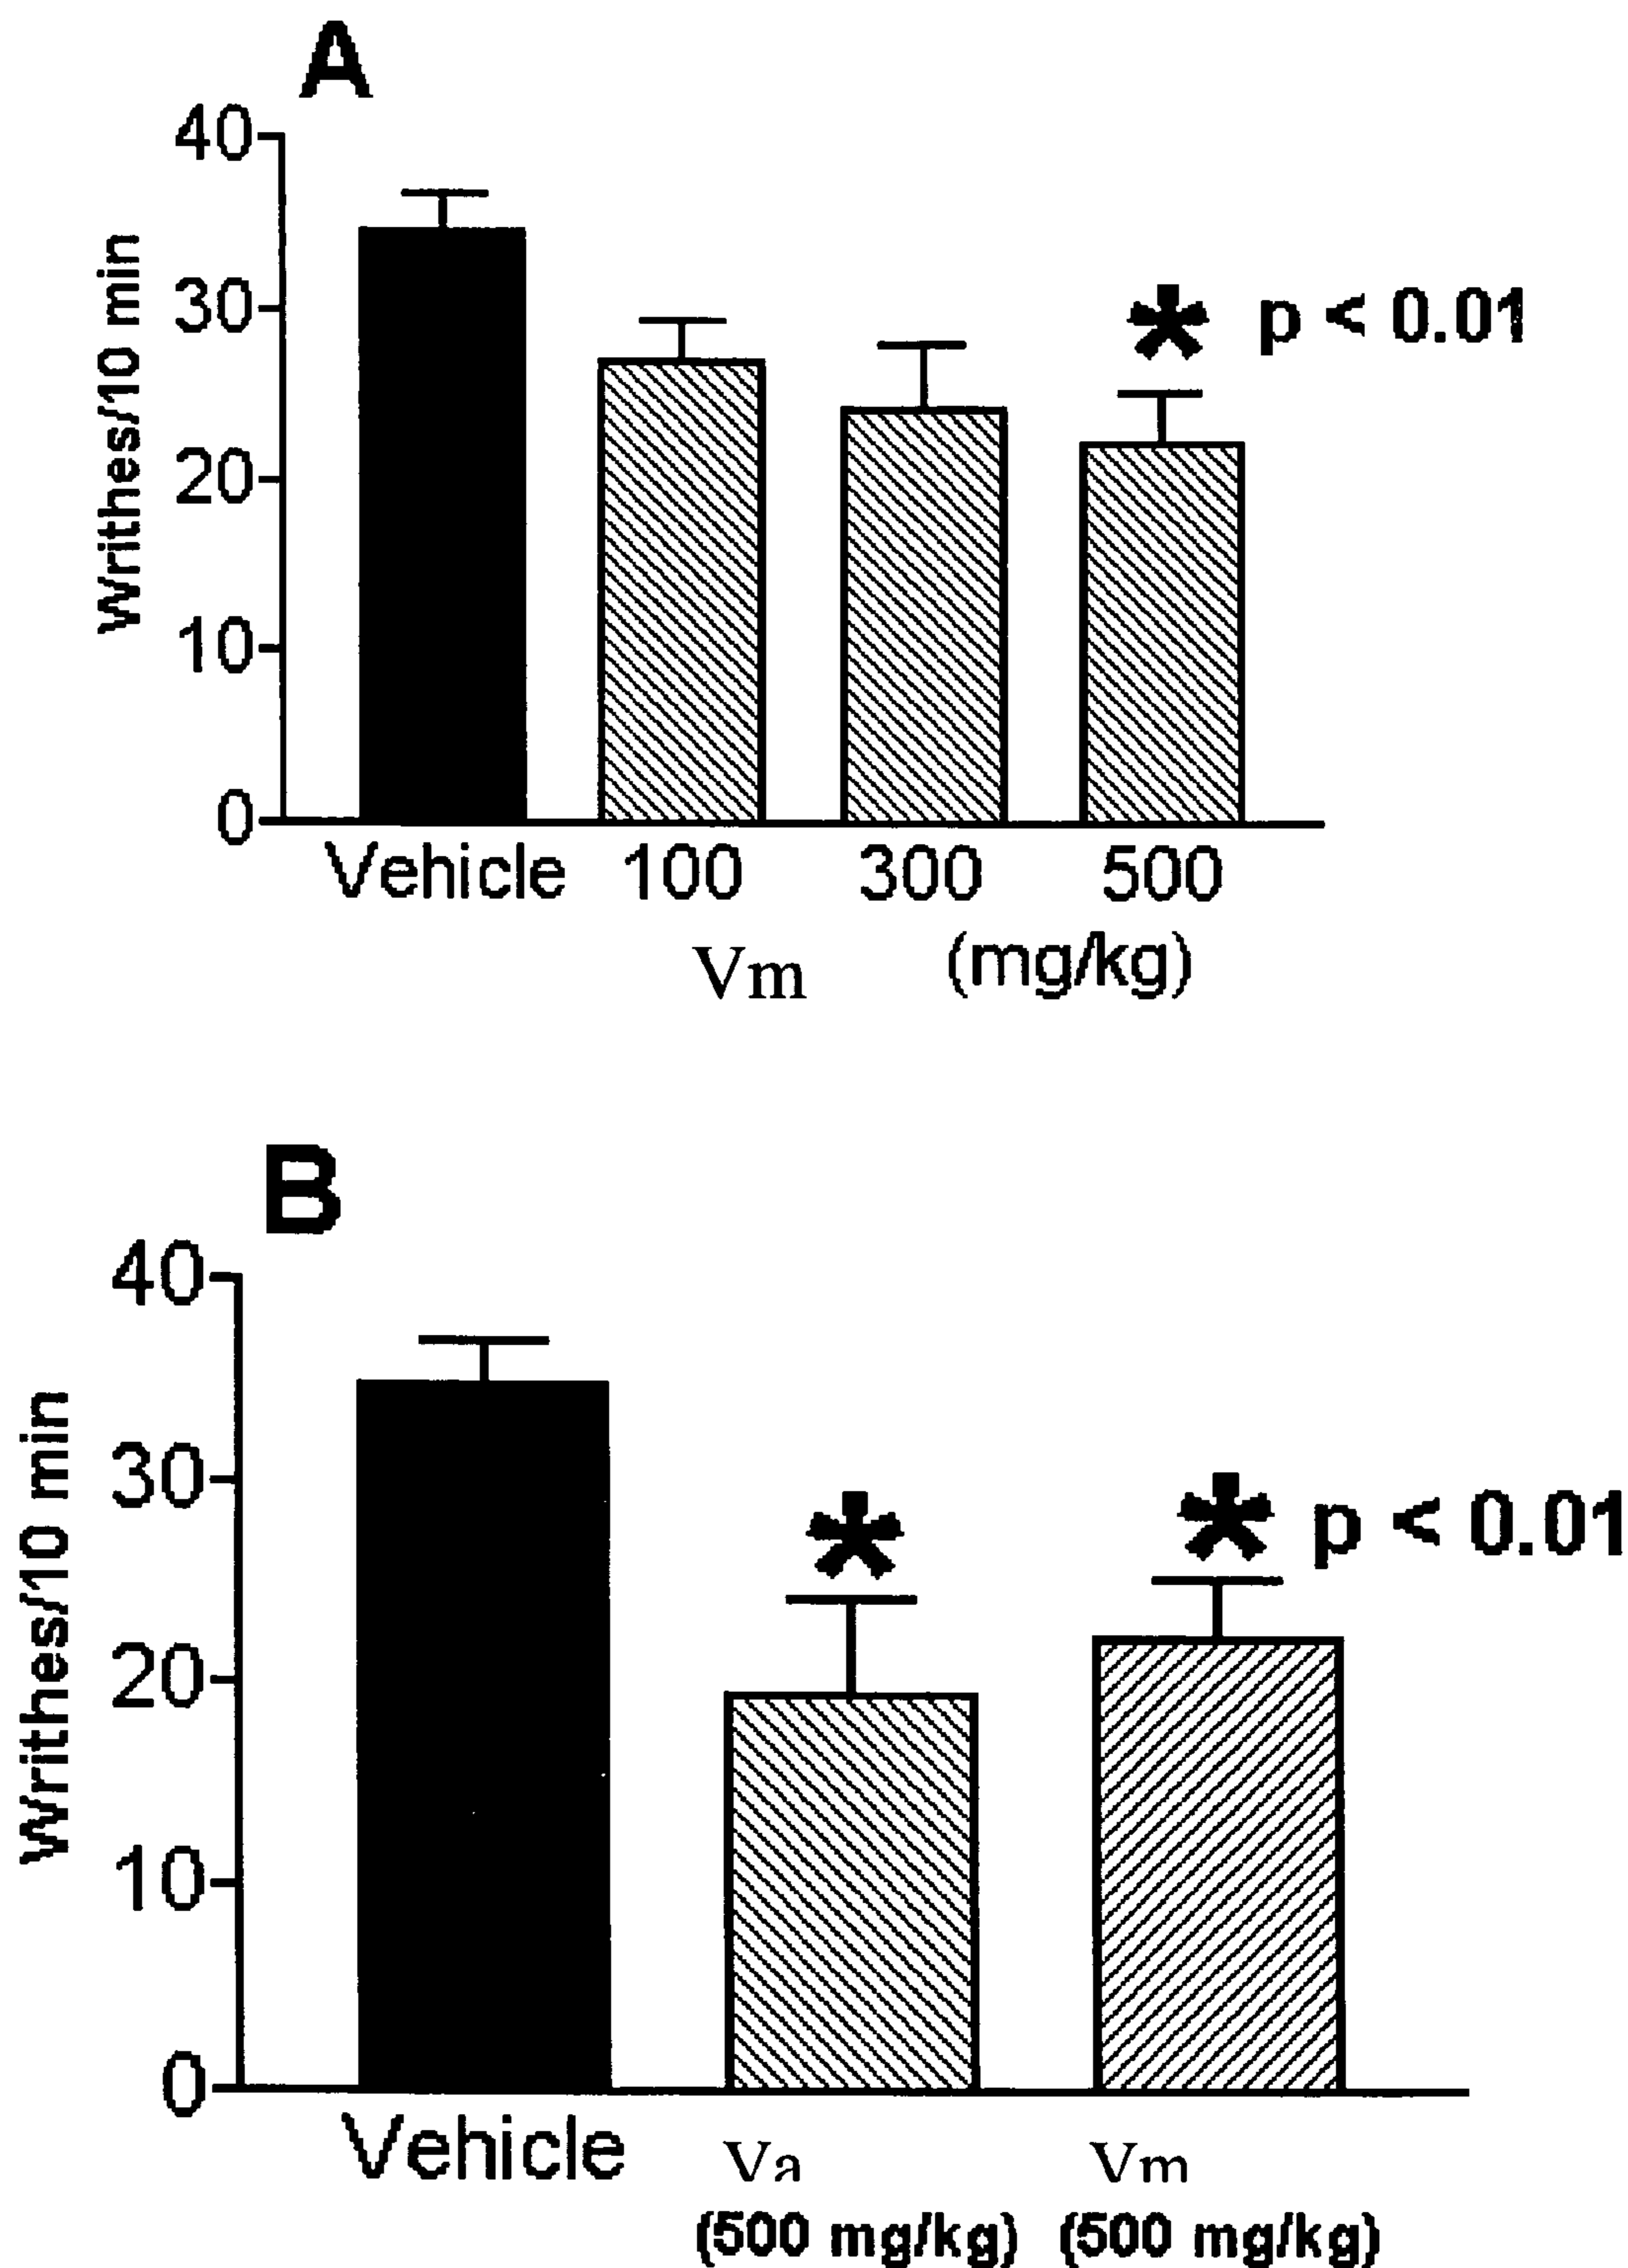 A
Writhes/10 min
40
30
20
10
0
* p < 0.01
Vehicle 100 300 500
Vm (mg/kg)
B
Writhes/10 min
40
30
20
10
0
* * p < 0.01
Vehicle Va Vm
(500 mg/kg) (500 mg/kg)